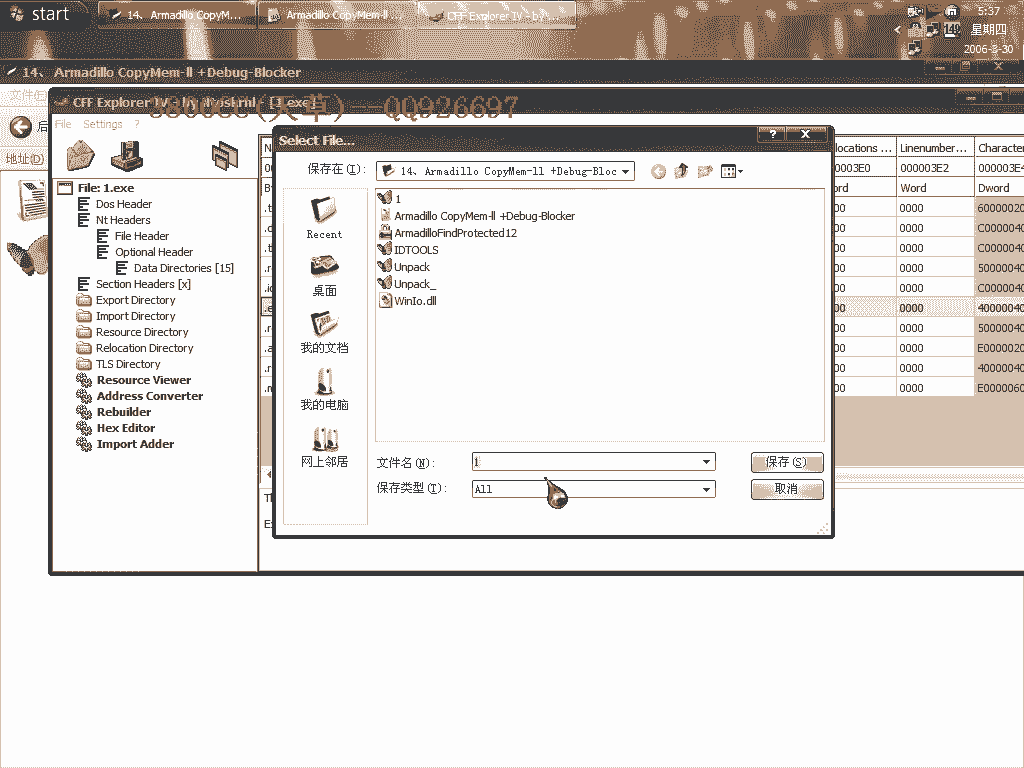 start
14、Armadillo CopyM...
Armadillo CopyMem-ll ...
CFF Explorer IV - by ...
5:37
星期四
2006-8-30
14、 Armadillo CopyMem-ll +Debug-Blocker
文件(E
CFF Explorer IV - by Ntoskrnl - [1.exe]
(天草)--QQ926697
后
地址(D)
File Settings ?
File: 1.exe
Dos Header
Nt Headers
File Header
Optional Header
Data Directories [15]
Section Headers [x]
Export Directory
Import Directory
Resource Directory
Relocation Directory
TLS Directory
Resource Viewer
Address Converter
Rebuilder
Hex Editor
Import Adder
Select File...
保存在(I):
14、Armadillo CopyMem-ll +Debug-Bloc
Recent
桌面
我的文档
我的电脑
网上邻居
1
Armadillo CopyMem-ll +Debug-Blocker
ArmadilloFindProtected12
IDTOOLS
Unpack
Unpack_
WinIo.dll
文件名(N):
1
保存(S)
保存类型(T):
All
取消
locations ... Linenumber... Character
00003E0 000003E2 000003E4
ord Word Dword
00 0000 60000020
00 0000 C0000040
00 0000 C0000040
00 0000 50000040
00 0000 C0000040
00 0000 40000040
00 0000 50000040
00 0000 E0000020
00 0000 40000040
00 0000 E0000060